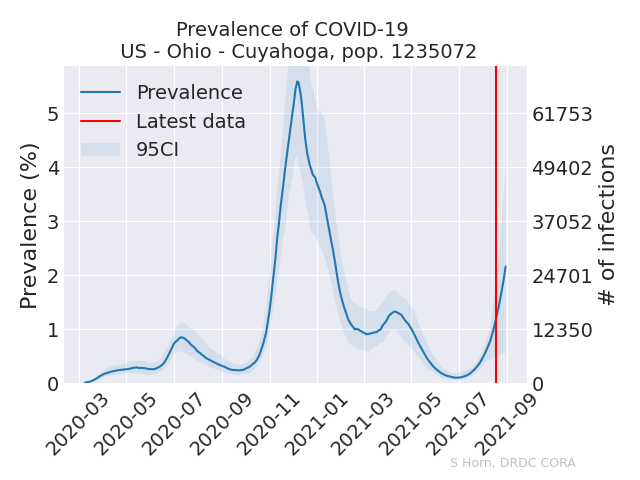 Prevalence of COVID-19
US - Ohio - Cuyahoga, pop. 1235072
Prevalence
Latest data
95CI
Prevalence (%)
5
4
3
2
1
0
61753
49402
37052
24701
12350
0
# of infections
2020-03
2020-05
2020-07
2020-09
2020-11
2021-01
2021-03
2021-05
2021-07
2021-09
S Horn, DRDC CORA